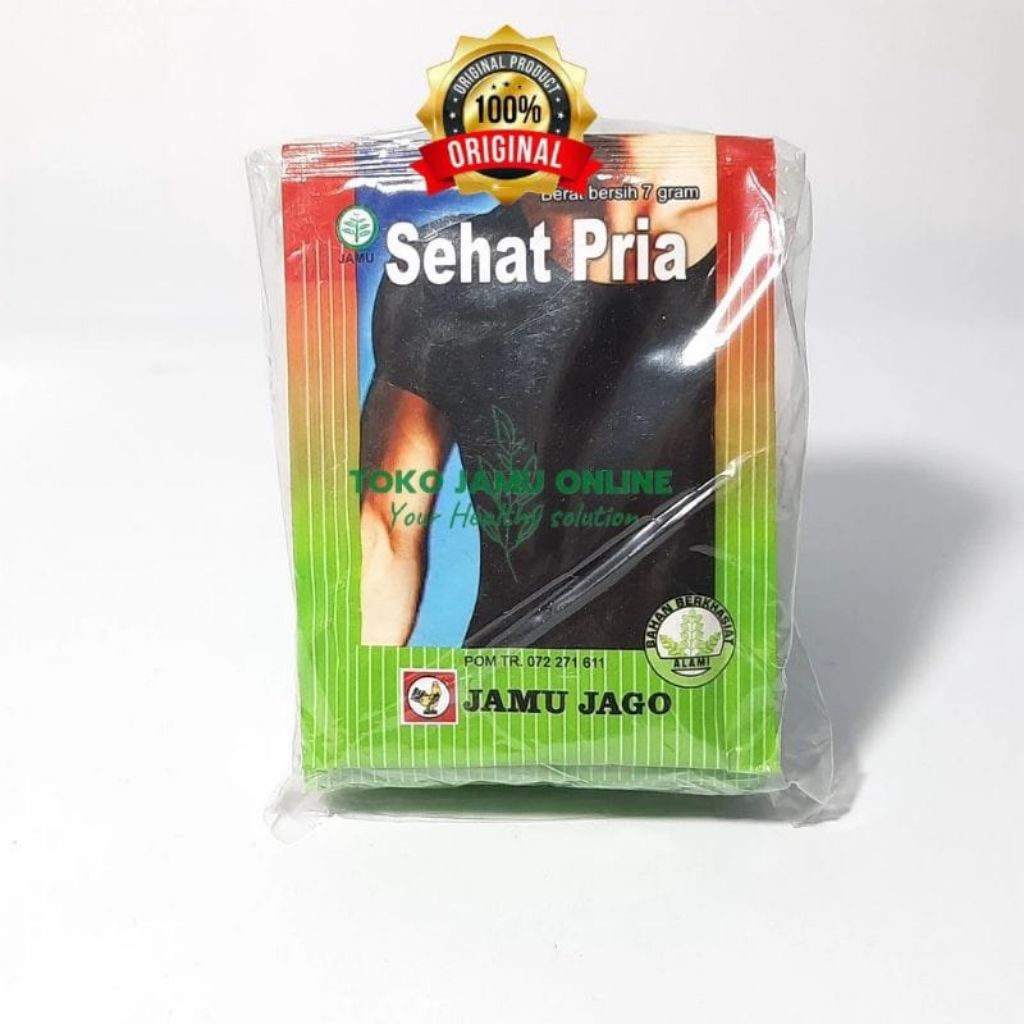 ORIGINAL PRODUCT
100%
ORIGINAL
Berat bersih 7 gram
JAMU
Sehat Pria
TOKO JAMU ONLINE
Your Healthy solution
BAHAN BERKHASIAT
ALAMI
POM TR. 072 271 611
JAMU JAGO